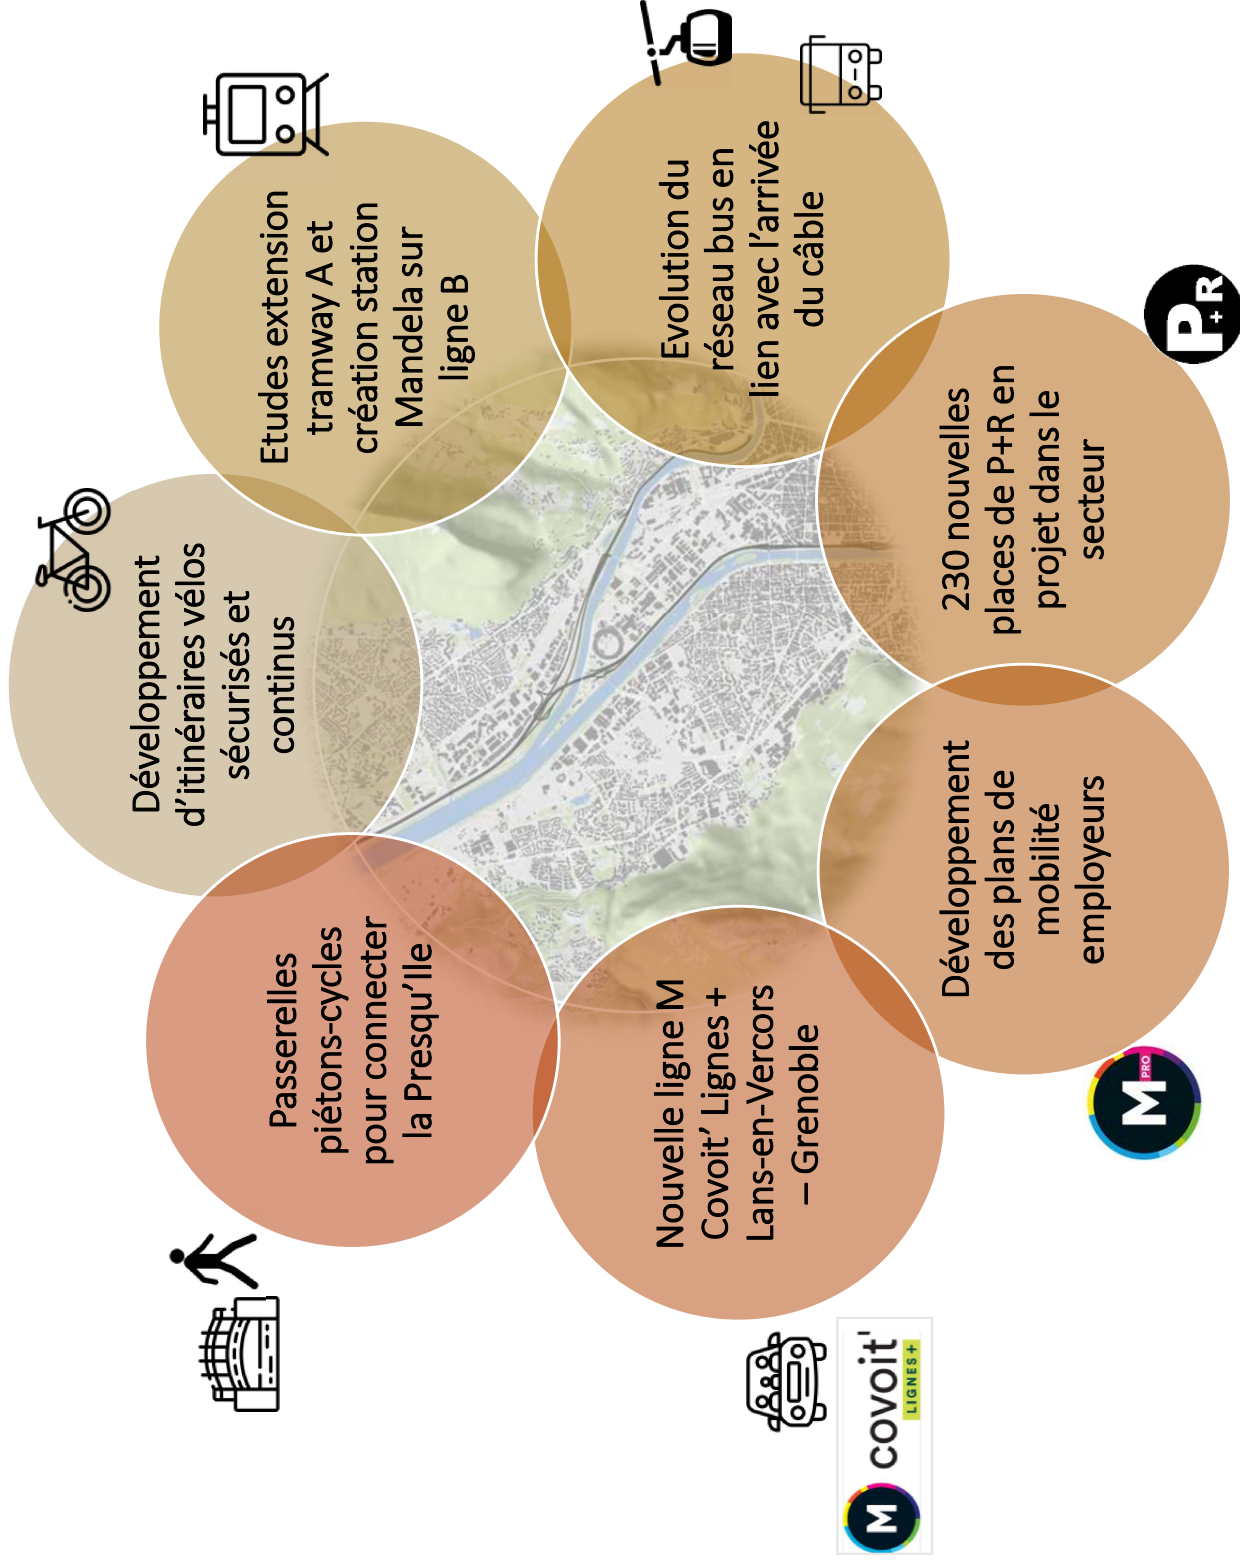 Développement
d’itinéraires vélos
sécurisés et
continus
Etudes extension
tramway A et
création station
Mandela sur
ligne B
Evolution du
réseau bus en
lien avec l’arrivée
du câble
230 nouvelles
places de P+R en
projet dans le
secteur
P+R
Développement
des plans de
mobilité
employeurs
M PRO
Nouvelle ligne M
Covoit’ Lignes +
Lans-en-Vercors
– Grenoble
M covoit'
LIGNES+
Passerelles
piétons-cycles
pour connecter
la Presqu’Ile